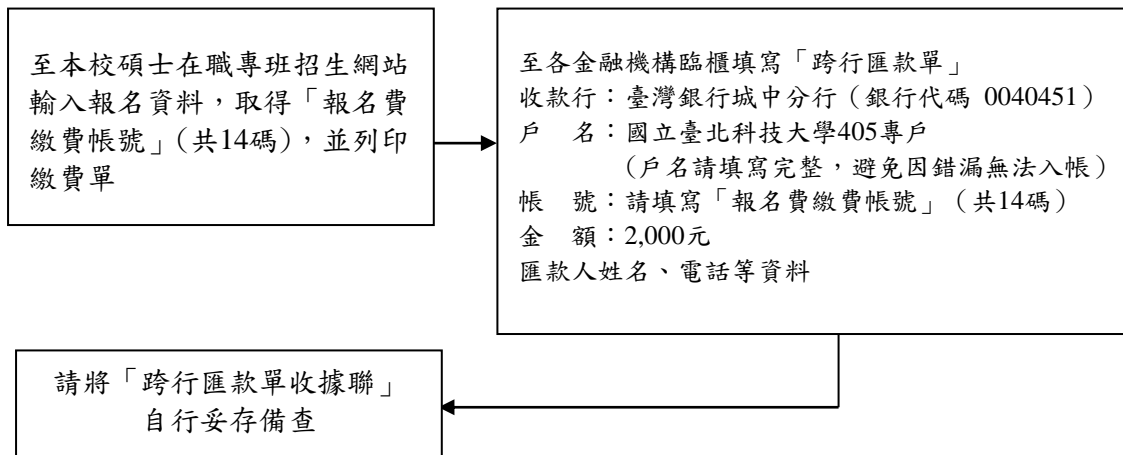 至本校碩士在職專班招生網站
輸入報名資料，取得「報名費
繳費帳號」(共14碼)，並列印
繳費單
至各金融機構臨櫃填寫「跨行匯款單」
收款行：臺灣銀行城中分行（銀行代碼 0040451）
戶　名：國立臺北科技大學405專戶
（戶名請填寫完整，避免因錯漏無法入帳）
帳　號：請填寫「報名費繳費帳號」（共14碼）
金　額：2,000元
匯款人姓名、電話等資料
請將「跨行匯款單收據聯」
自行妥存備查